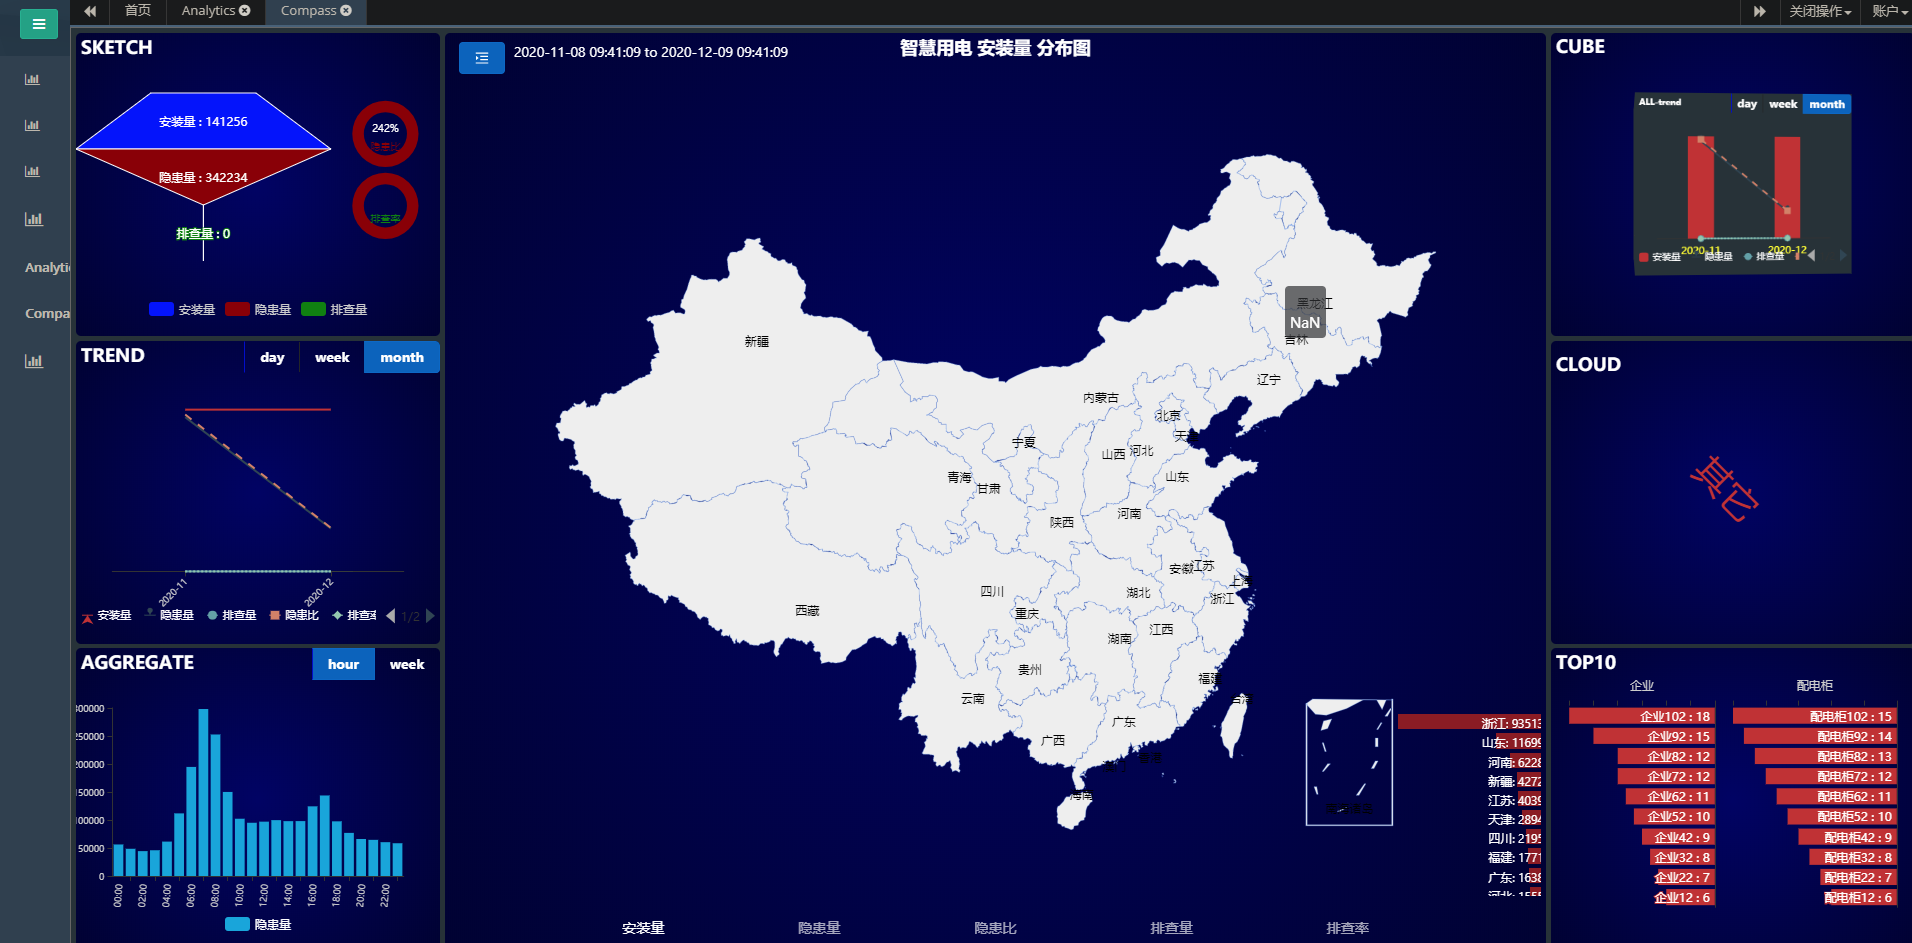 首页
Analytics
Compass
关闭操作
账户
Analytic
Compa
SKETCH
安装量 : 141256
隐患量 : 342234
排查量 : 0
242%
隐患比
排查率
安装量
隐患量
排查量
TREND
day
week
month
2020-11
2020-12
安装量
隐患量
排查量
隐患比
排查率
1/2
AGGREGATE
hour
week
300000
250000
200000
150000
100000
50000
0
00:00
02:00
04:00
06:00
08:00
10:00
12:00
14:00
16:00
18:00
20:00
22:00
隐患量
2020-11-08 09:41:09 to 2020-12-09 09:41:09
智慧用电 安装量 分布图
黑龙江
NaN
吉林
新疆
辽宁
内蒙古
北京
天津
宁夏
山西
河北
青海
甘肃
山东
陕西
河南
安徽
江苏
上海
四川
湖北
浙江
西藏
重庆
湖南
江西
贵州
福建
云南
台湾
广东
广西
海南
浙江: 93513
山东: 11699
河南: 6228
新疆: 4272
江苏: 4039
天津: 2894
四川: 2195
福建: 1771
广东: 1638
河北: 1555
安装量
隐患量
隐患比
排查量
排查率
CUBE
ALL-trend
day
week
month
2020-11
2020-12
安装量
隐患量
排查量
CLOUD
其它
TOP10
企业
企业102 : 18
企业92 : 15
企业82 : 12
企业72 : 12
企业62 : 11
企业52 : 10
企业42 : 9
企业32 : 8
企业22 : 7
企业12 : 6
配电柜
配电柜102 : 15
配电柜92 : 14
配电柜82 : 13
配电柜72 : 12
配电柜62 : 11
配电柜52 : 10
配电柜42 : 9
配电柜32 : 8
配电柜22 : 7
配电柜12 : 6